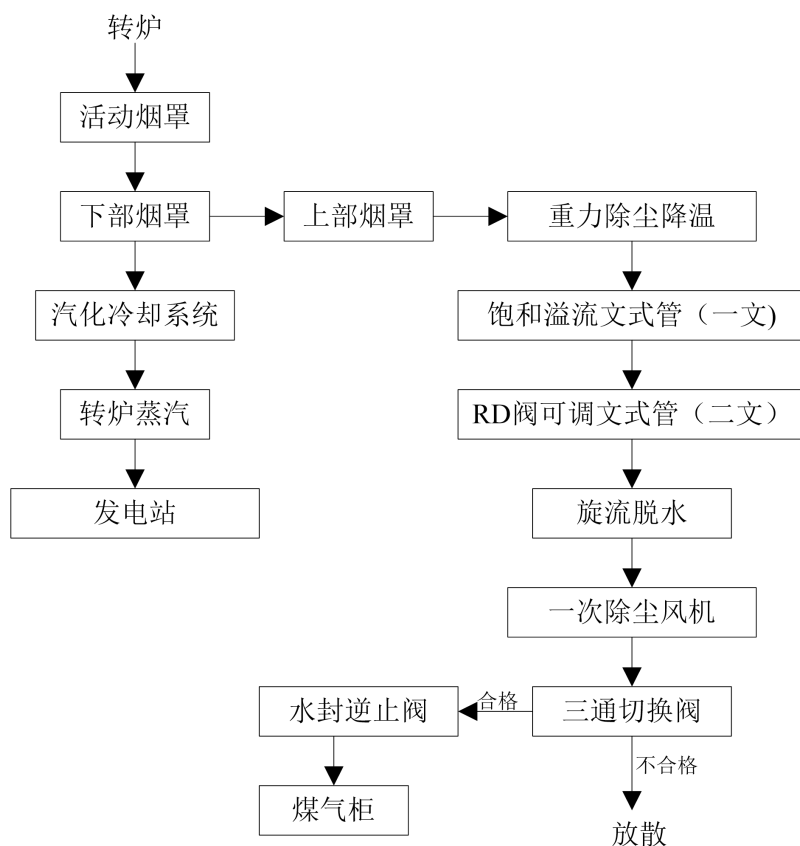 转炉
活动烟罩
下部烟罩
上部烟罩
重力除尘降温
汽化冷却系统
饱和溢流文式管（一文)
转炉蒸汽
RD阀可调文式管（二文）
发电站
旋流脱水
一次除尘风机
水封逆止阀
合格
三通切换阀
不合格
煤气柜
放散